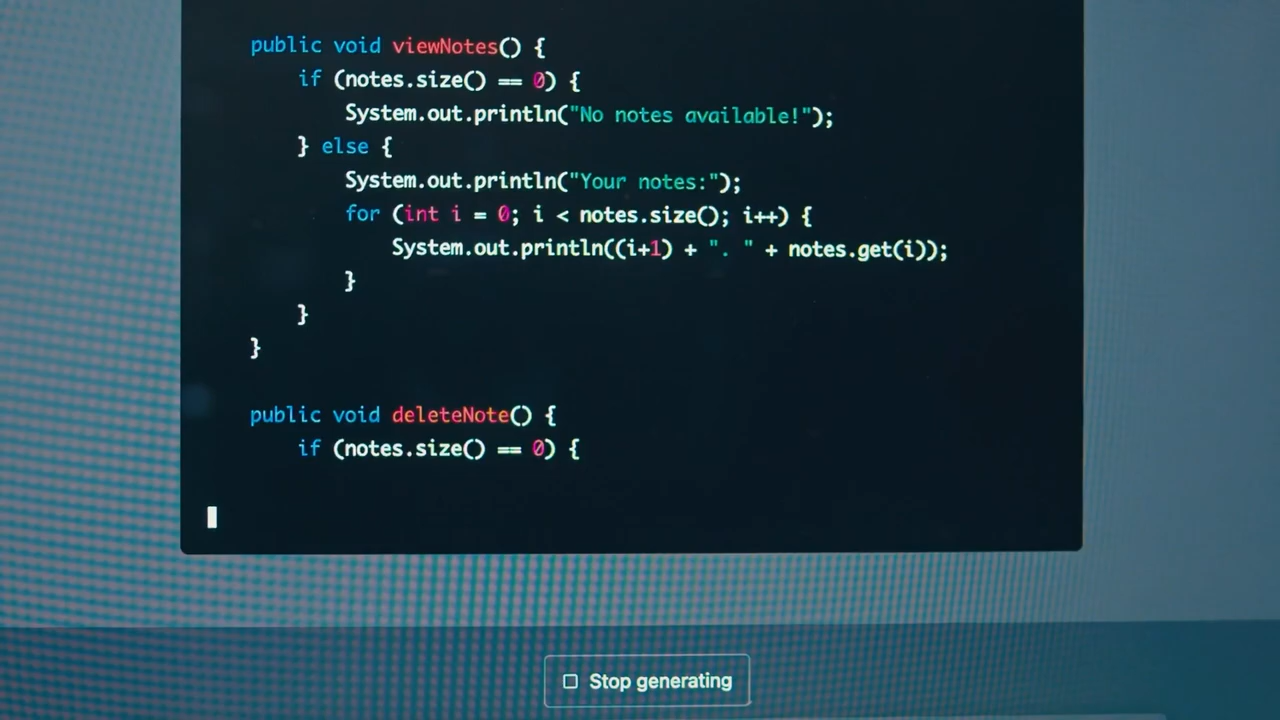 public void viewNotes() {
if (notes.size() == 0) {
System.out.println("No notes available!");
} else {
System.out.println("Your notes:");
for (int i = 0; i < notes.size(); i++) {
System.out.println((i+1) + ". " + notes.get(i));
}
}
}
public void deleteNote() {
if (notes.size() == 0) {
Stop generating